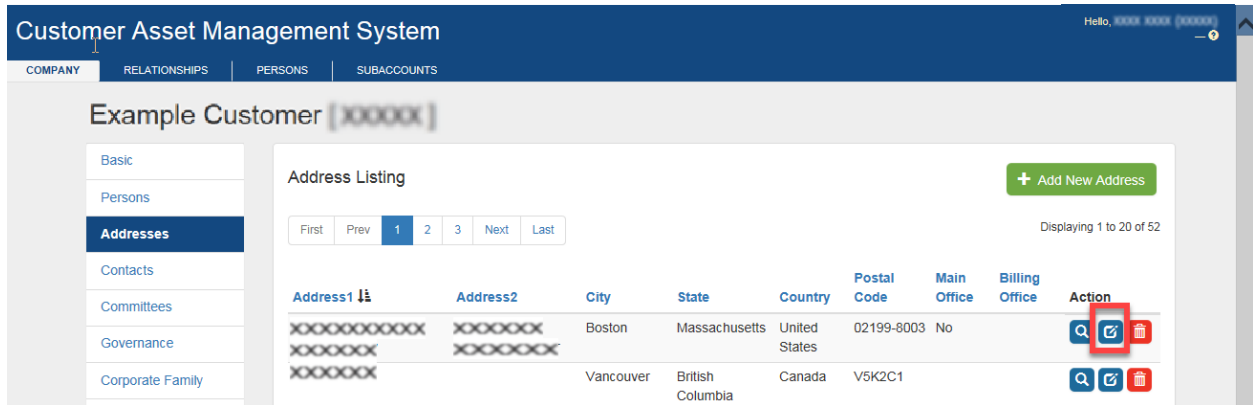 Customer Asset Management System
Hello,
COMPANY RELATIONSHIPS PERSONS SUBACCOUNTS
Example Customer
Basic
Persons
Addresses
Contacts
Committees
Governance
Corporate Family
Address Listing
+ Add New Address
First Prev 1 2 3 Next Last
Displaying 1 to 20 of 52
Address1 Address2 City State Country Postal Code Main Office Billing Office Action
Boston Massachusetts United States 02199-8003 No
Vancouver British Columbia Canada V5K2C1